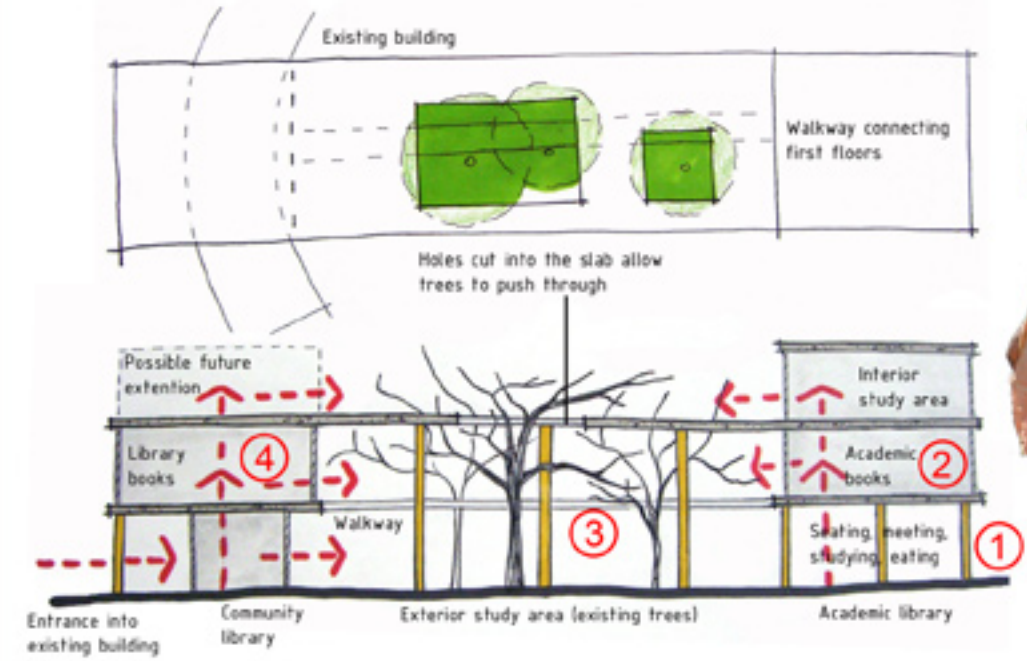 Existing building
Walkway connecting
first floors
Holes cut into the slab allow
trees to push through
Possible future
extention
Interior
study area
Library
books
4
Academic
books
2
Walkway
3
Seating, meeting,
studying, eating
1
Entrance into
existing building
Community
library
Exterior study area (existing trees)
Academic library